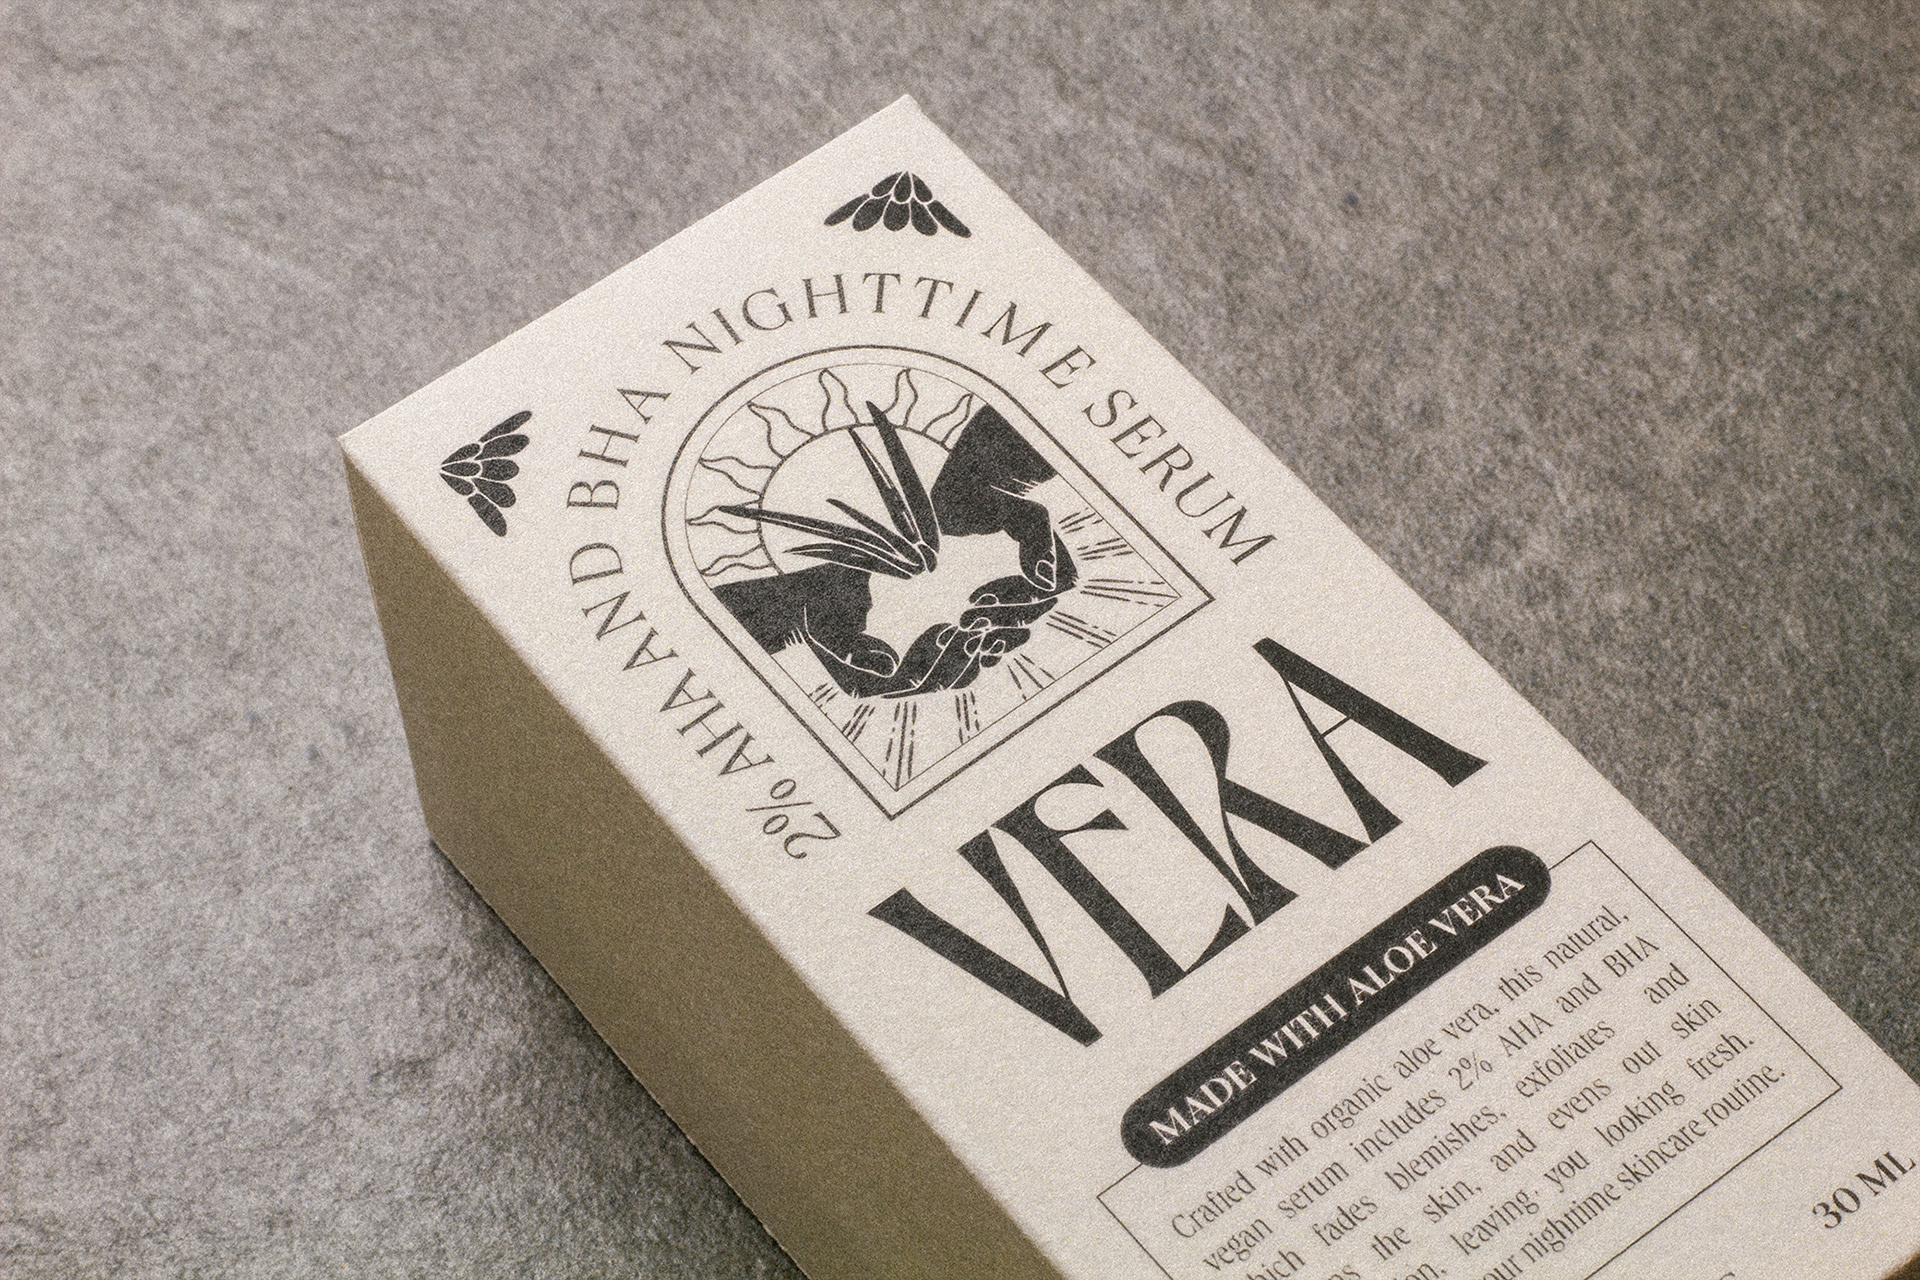 2% AHA AND BHA NIGHTTIME SERUM
VERA
MADE WITH ALOE VERA
Crafted with organic aloe vera, this natural,
vegan serum includes 2% AHA and BHA
which fades blemishes, exfoliates and
the skin, and evens out skin
leaving you looking fresh.
your nighttime skincare routine.
30 ML